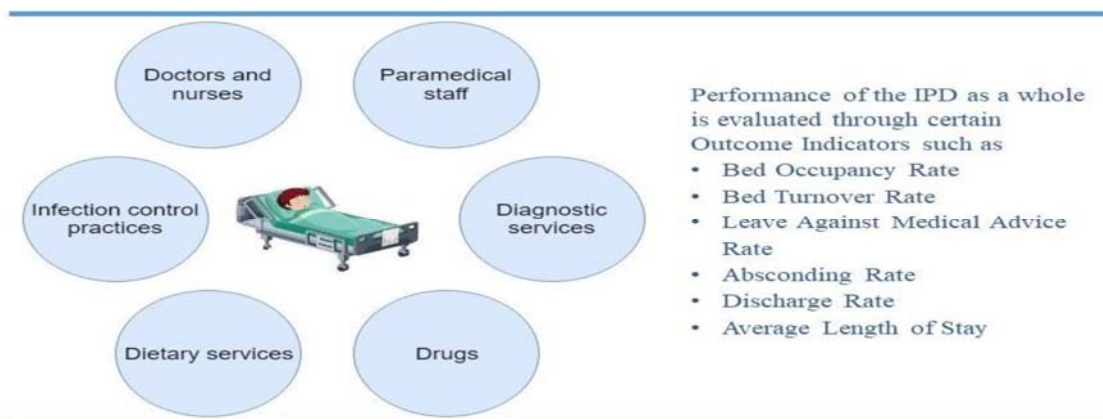 Doctors and
nurses
Paramedical
staff
Infection control
practices
Diagnostic
services
Dietary services
Drugs
Performance of the IPD as a whole
is evaluated through certain
Outcome Indicators such as
• Bed Occupancy Rate
• Bed Turnover Rate
• Leave Against Medical Advice
Rate
• Absconding Rate
• Discharge Rate
• Average Length of Stay